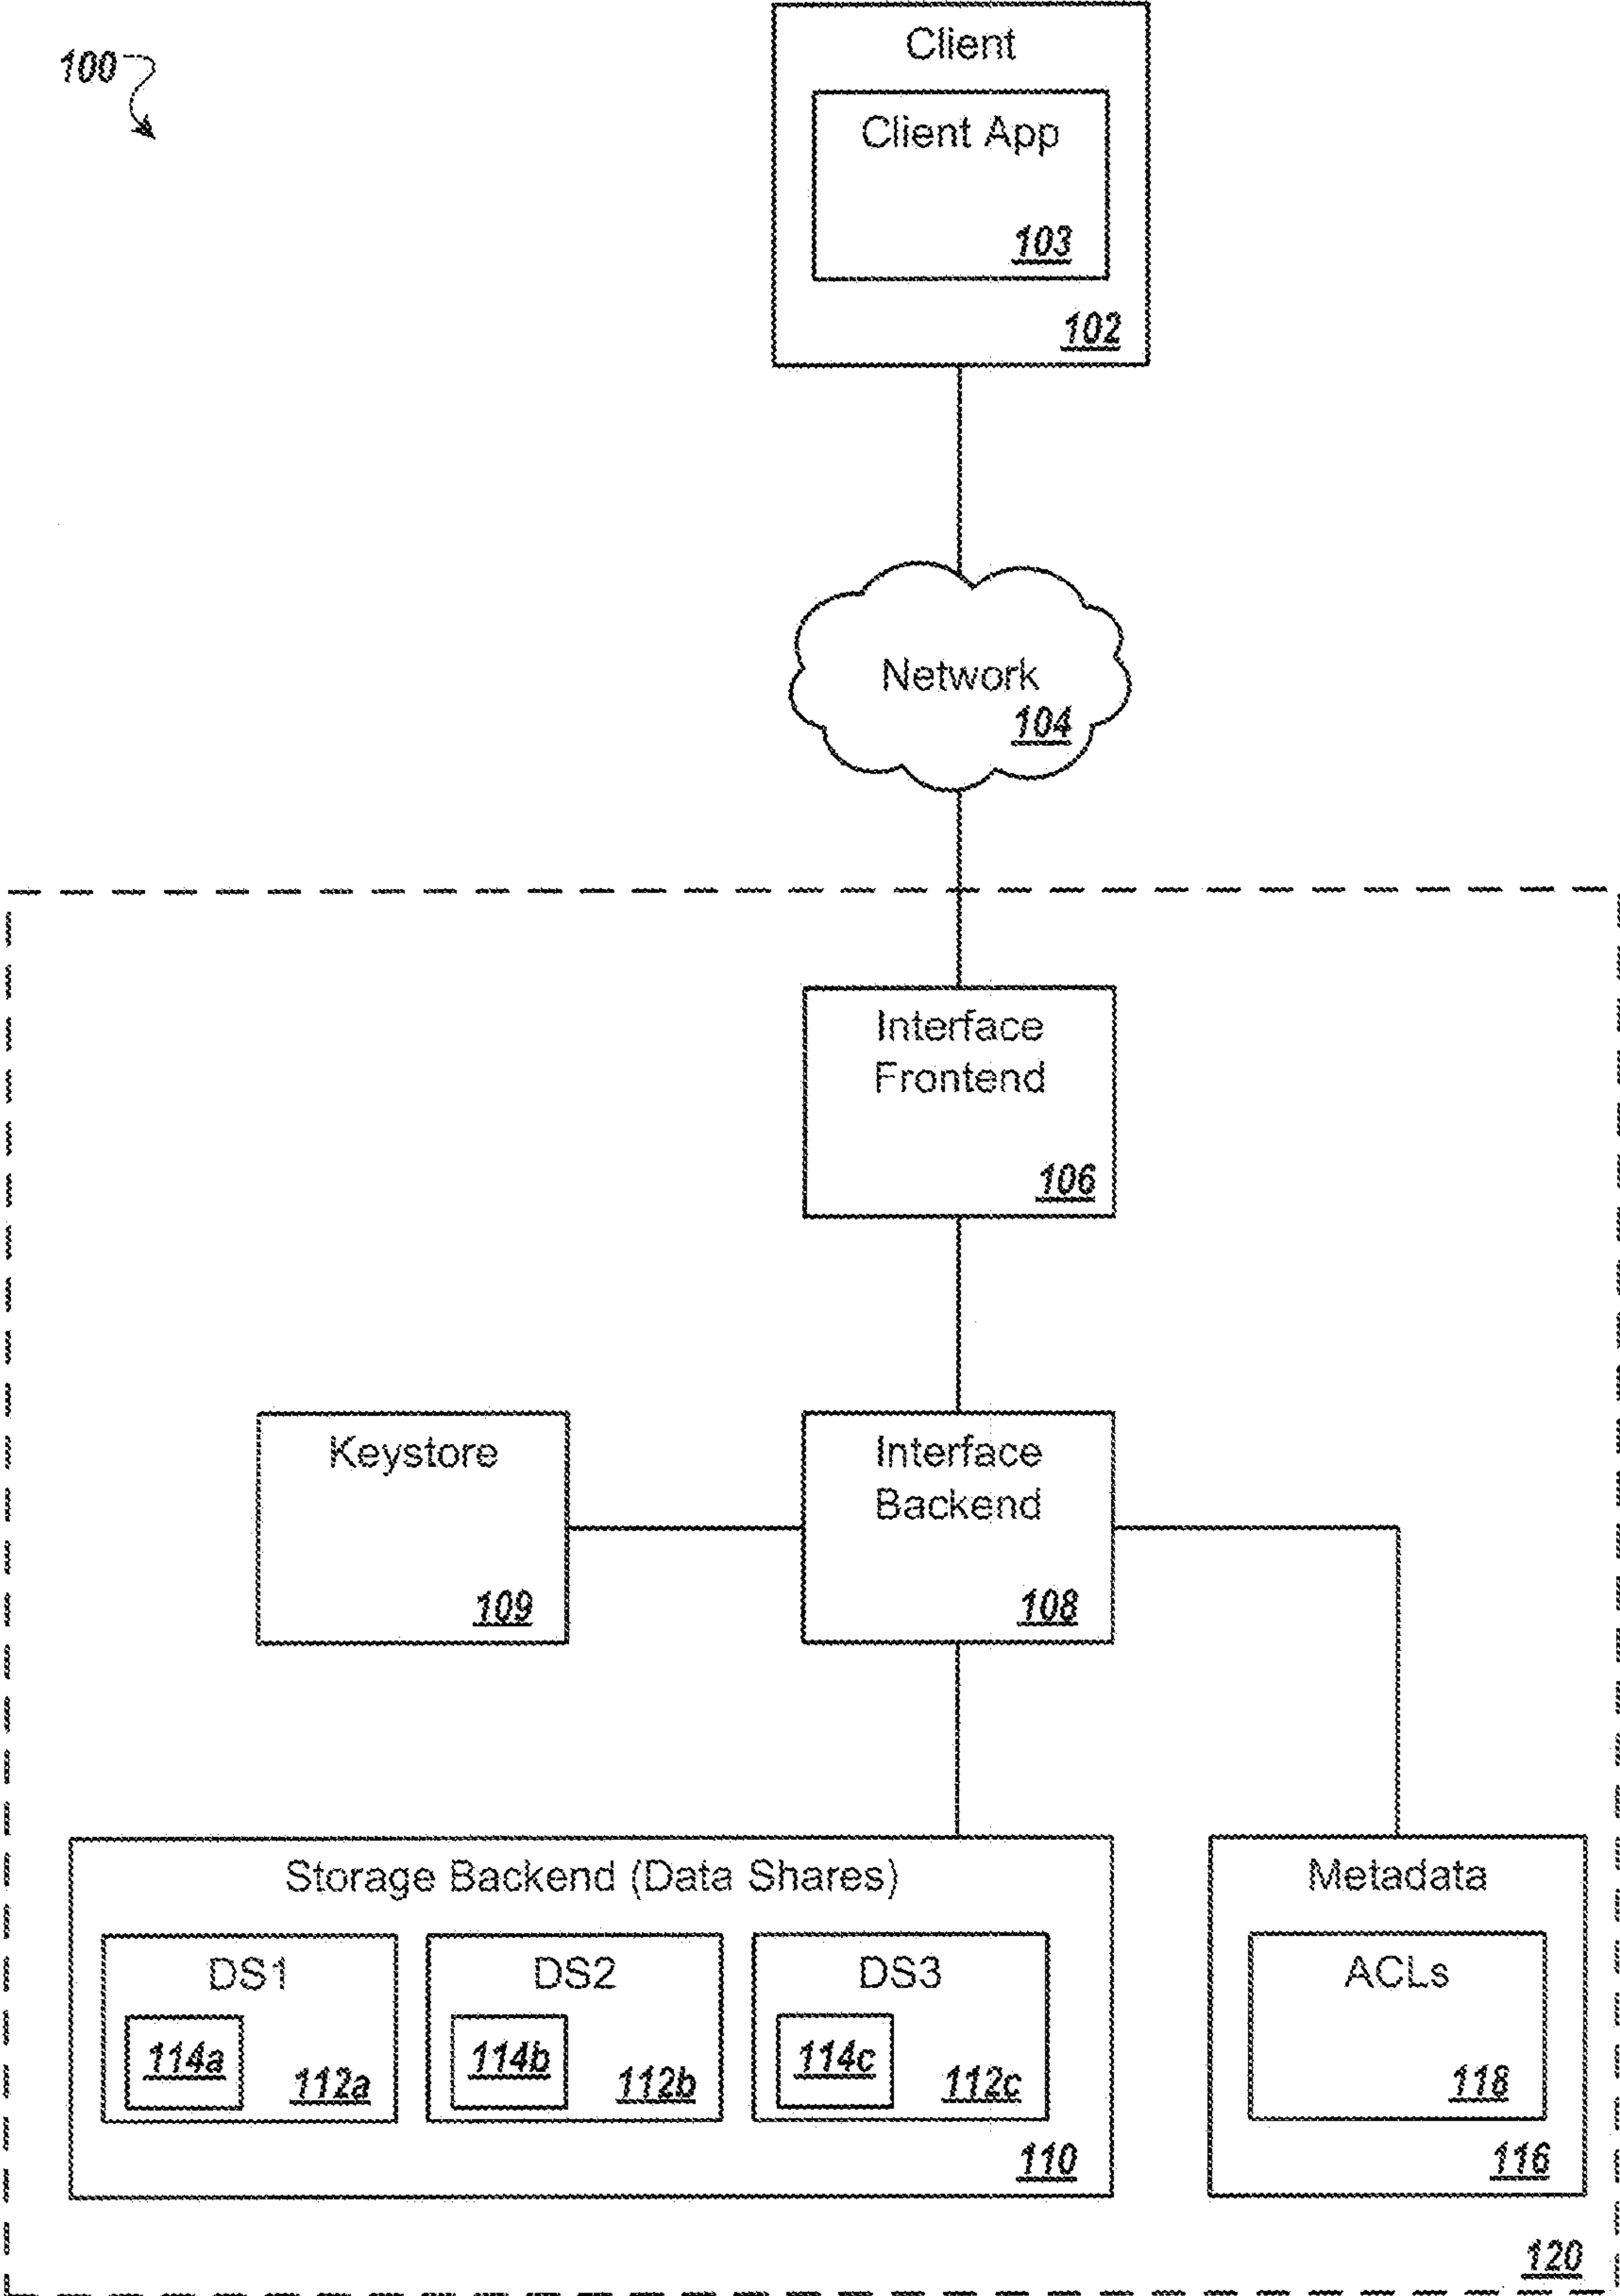 100
Client
Client App
103
102
Network
104
Interface
Frontend
106
Keystore
109
Interface
Backend
108
Storage Backend (Data Shares)
DS1
114a
112a
DS2
114b
112b
DS3
114c
112c
110
Metadata
ACLs
118
116
120